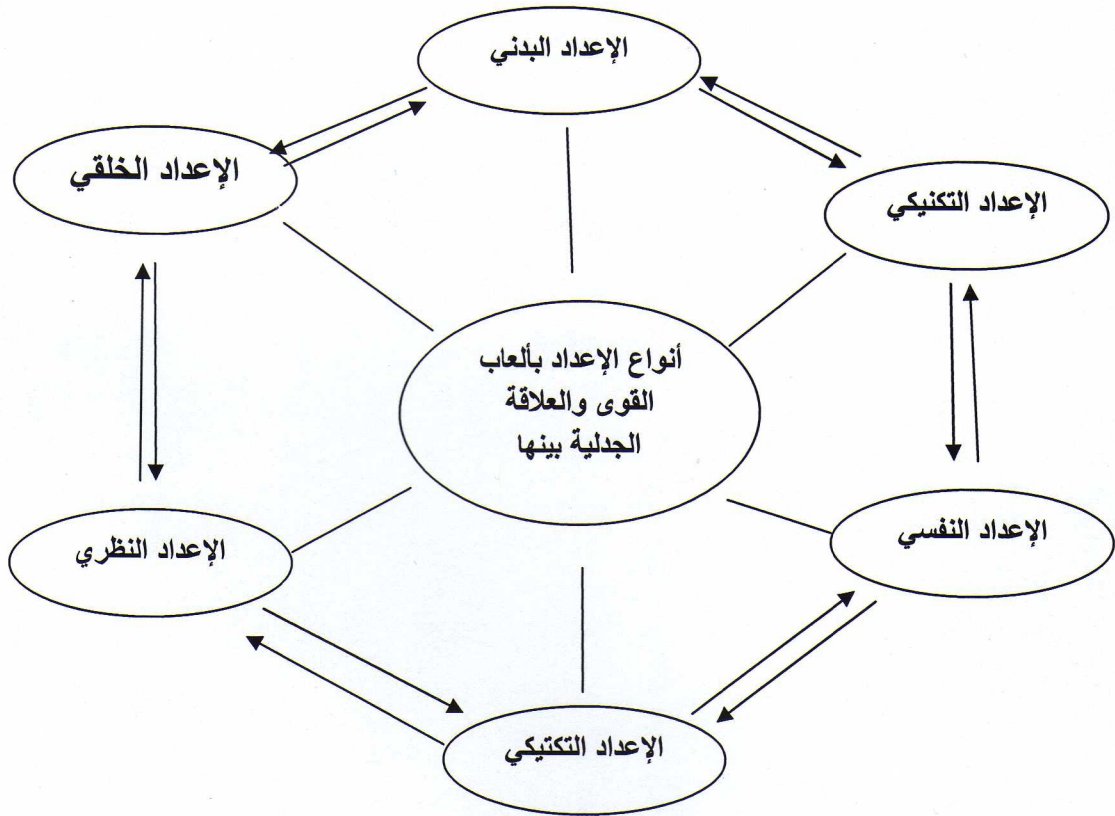 الإعداد البدني
الإعداد الخلقي
الإعداد التكنيكي
أنواع الإعداد بألعاب
القوى والعلاقة
الجدلية بينها
الإعداد النظري
الإعداد النفسي
الإعداد التكتيكي